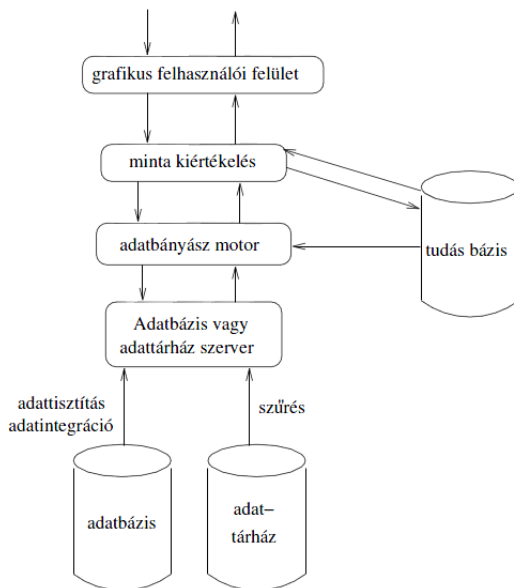 grafikus felhasználói felület
minta kiértékelés
adatbányász motor
tudás bázis
Adatbázis vagy
adattárház szerver
adattisztítás
adatintegráció
szűrés
adatbázis
adat–
tárház